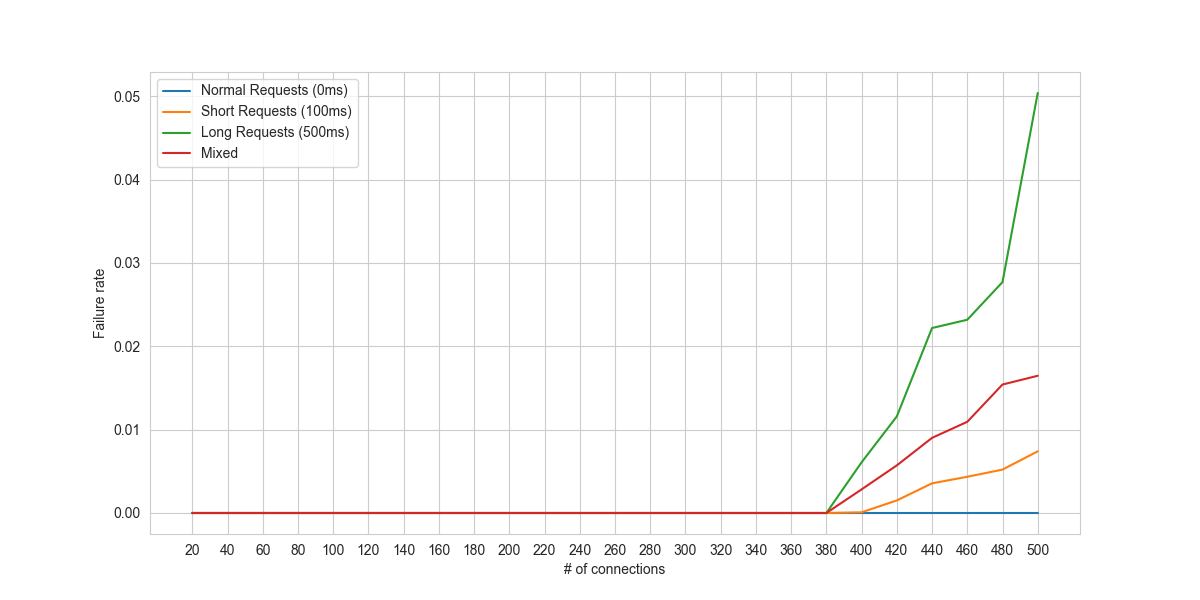 Normal Requests (0ms)
Short Requests (100ms)
Long Requests (500ms)
Mixed
Failure rate
0.05
0.04
0.03
0.02
0.01
0.00
20 40 60 80 100 120 140 160 180 200 220 240 260 280 300 320 340 360 380 400 420 440 460 480 500
# of connections